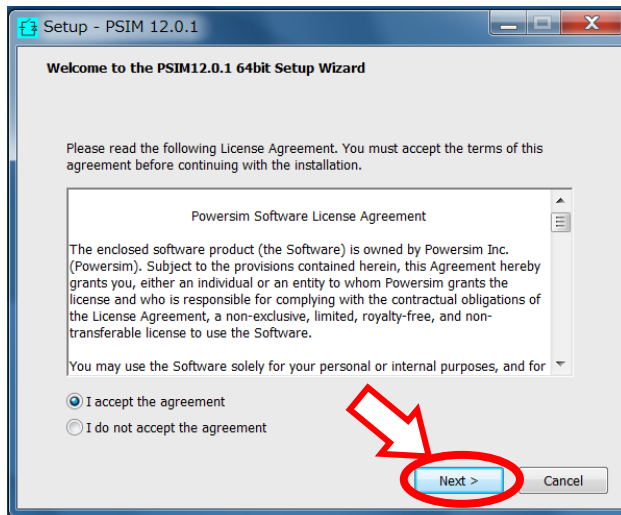 Setup - PSIM 12.0.1
Welcome to the PSIM12.0.1 64bit Setup Wizard
Please read the following License Agreement. You must accept the terms of this
agreement before continuing with the installation.
Powersim Software License Agreement
The enclosed software product (the Software) is owned by Powersim Inc.
(Powersim). Subject to the provisions contained herein, this Agreement hereby
grants you, either an individual or an entity to whom Powersim grants the
license and who is responsible for complying with the contractual obligations of
the License Agreement, a non-exclusive, limited, royalty-free, and non-
transferable license to use the Software.
You may use the Software solely for your personal or internal purposes, and for
I accept the agreement
I do not accept the agreement
Next >
Cancel